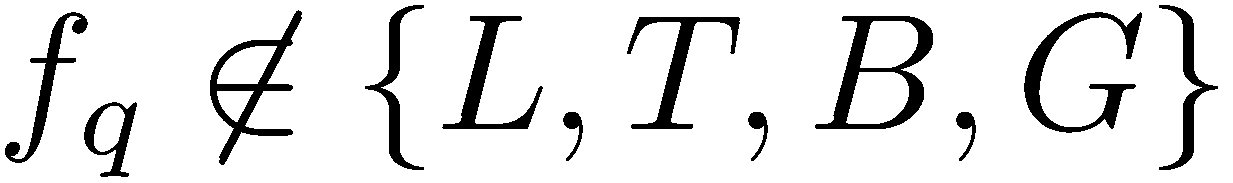 f_q ∉ {L, T, B, G}